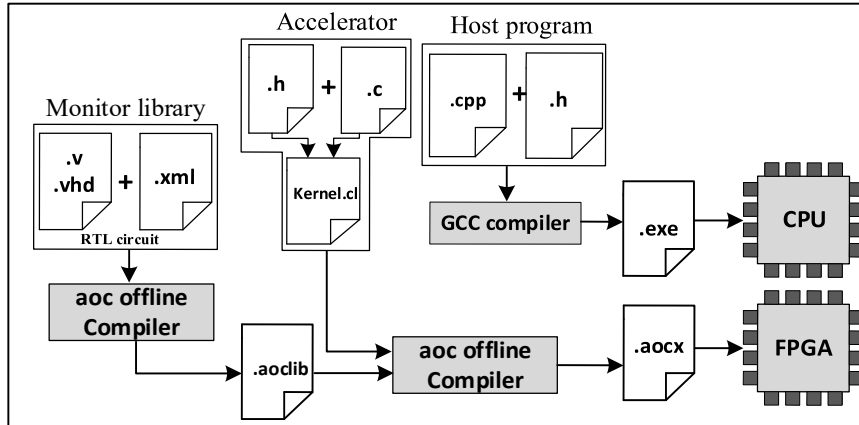 Accelerator
.h + .c
Kernel.cl
Host program
.cpp + .h
Monitor library
.v
.vhd
+ .xml
RTL circuit
GCC compiler
.exe
CPU
aoc offline
Compiler
.aoclib
aoc offline
Compiler
.aocx
FPGA